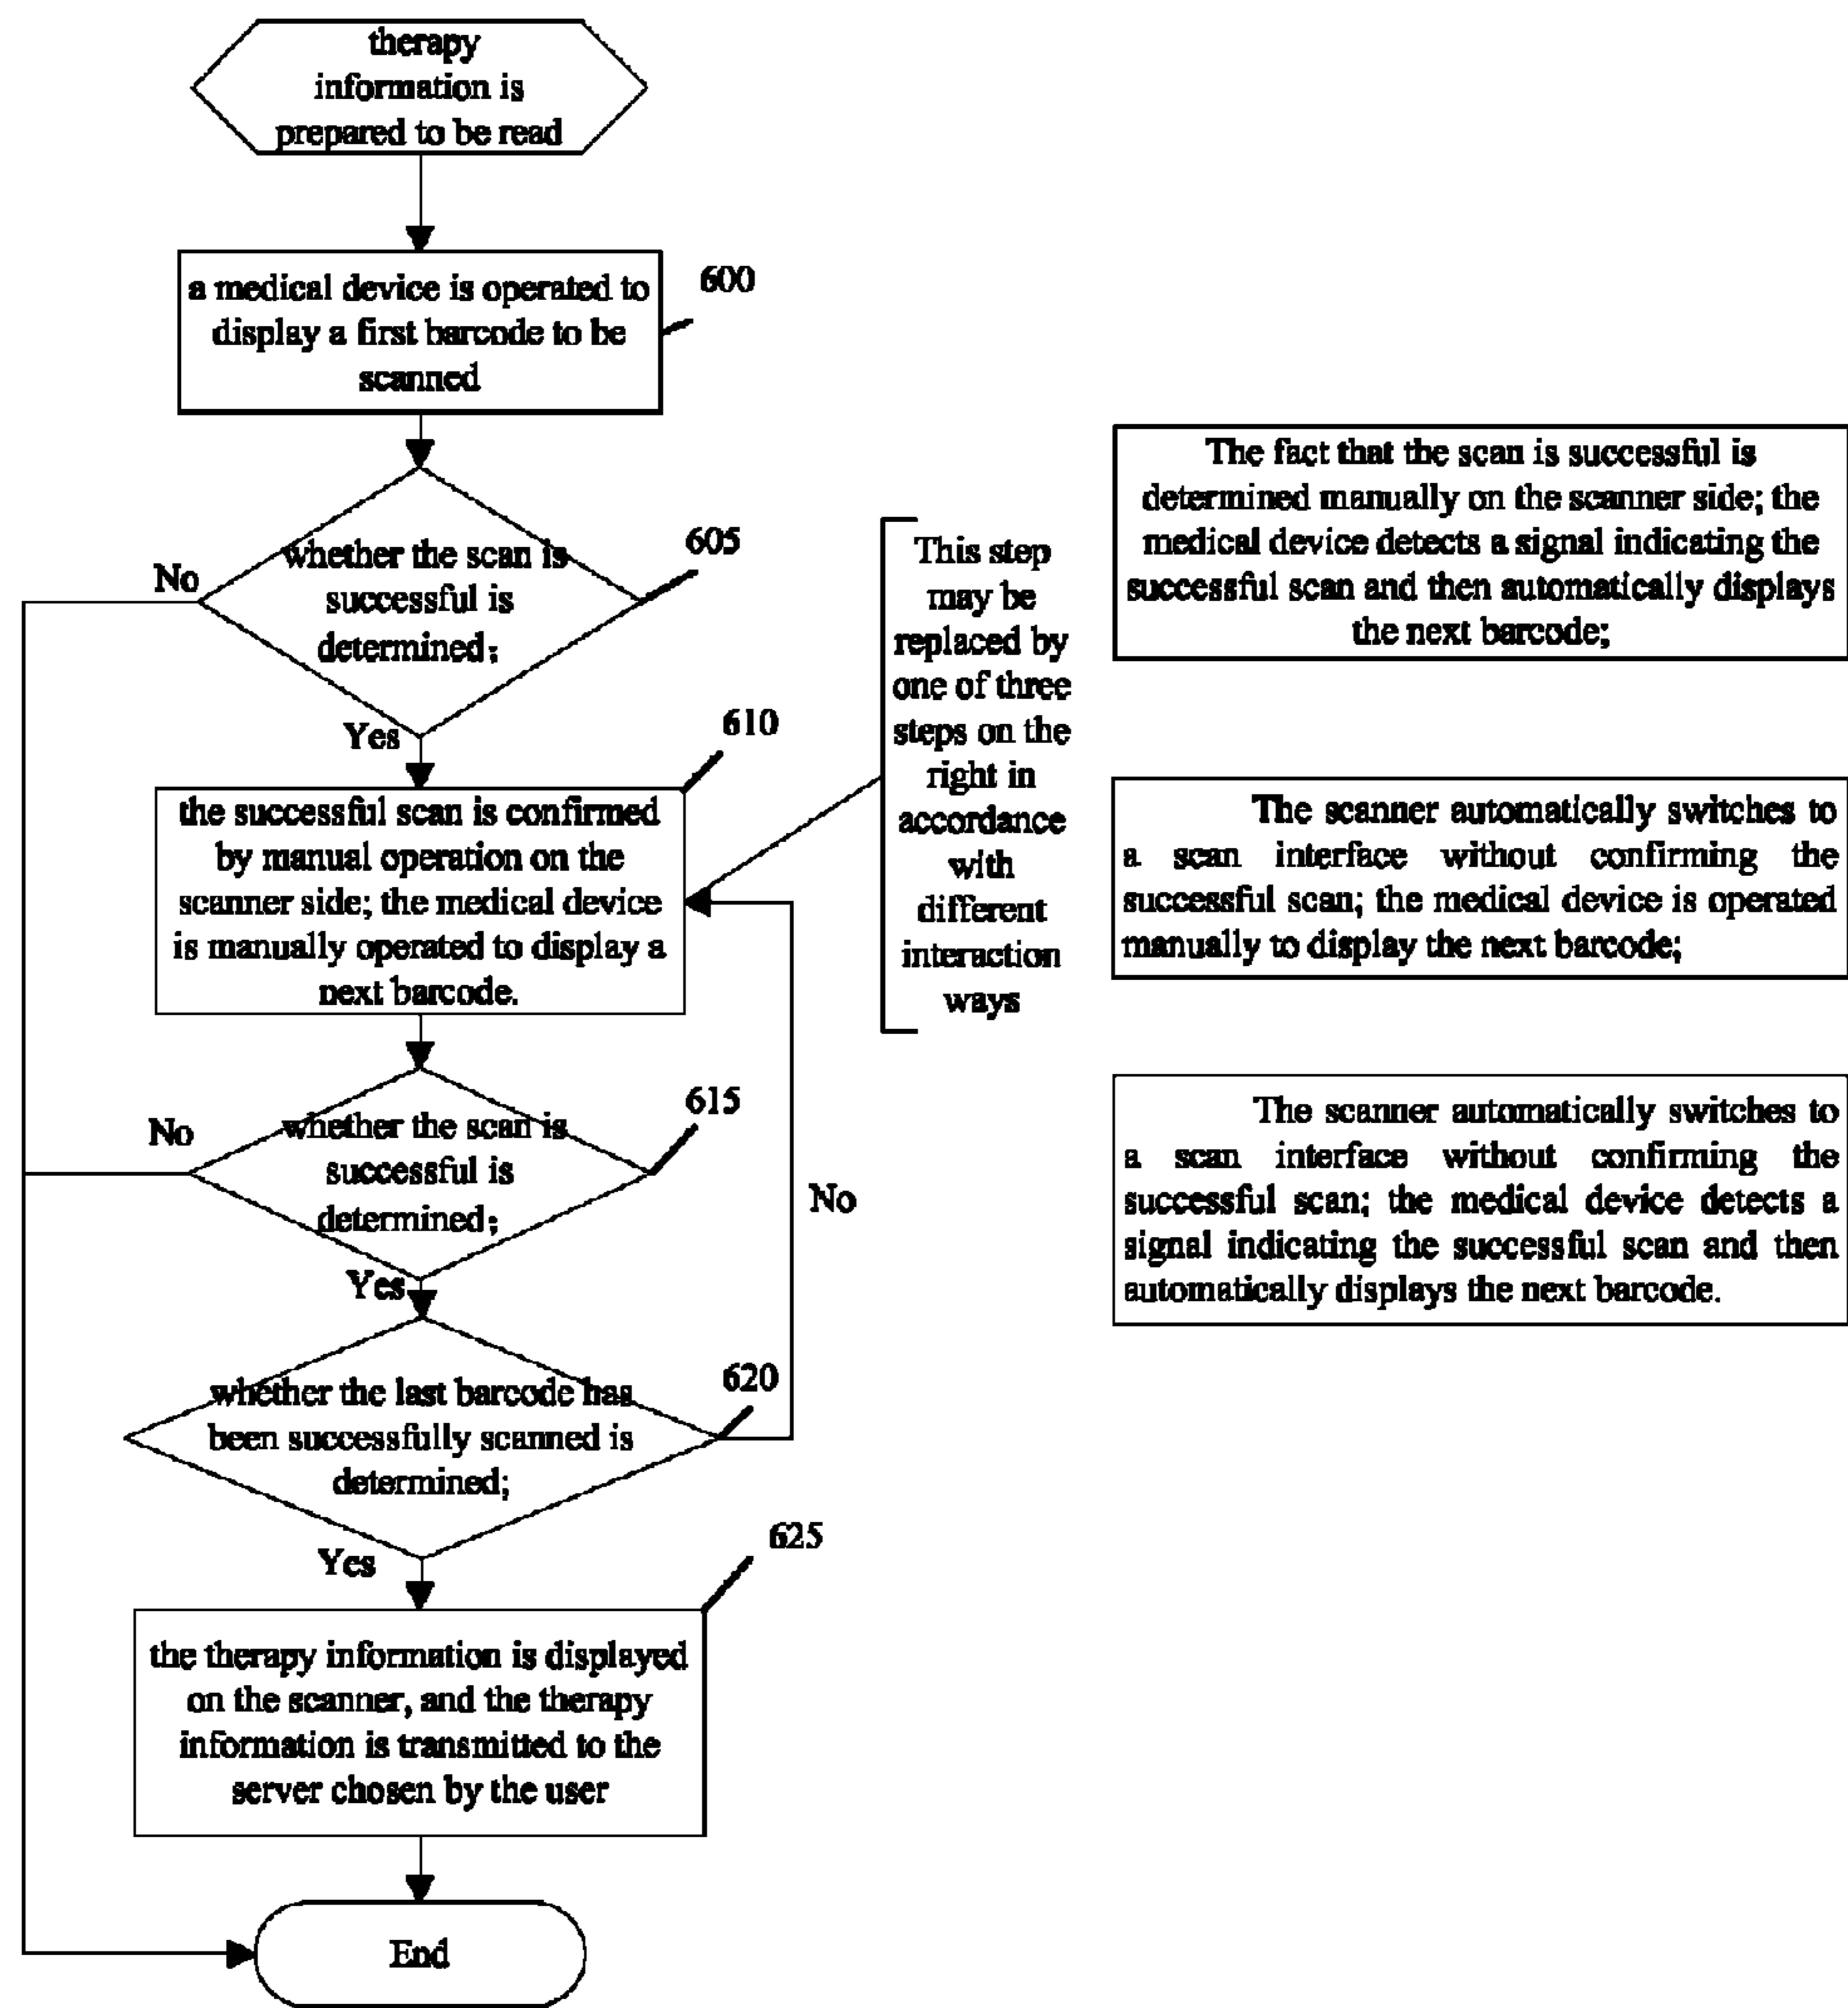 therapy
information is
prepared to be read
a medical device is operated to
display a first barcode to be
scanned
600
whether the scan is
successful is
determined;
605
No
Yes
610
the successful scan is confirmed
by manual operation on the
scanner side; the medical device
is manually operated to display a
next barcode.
This step
may be
replaced by
one of three
steps on the
right in
accordance
with
different
interaction
ways
The fact that the scan is successful is
determined manually on the scanner side; the
medical device detects a signal indicating the
successful scan and then automatically displays
the next barcode;
The scanner automatically switches to
a scan interface without confirming the
successful scan; the medical device is operated
manually to display the next barcode;
The scanner automatically switches to
a scan interface without confirming the
successful scan; the medical device detects a
signal indicating the successful scan and then
automatically displays the next barcode.
whether the scan is
successful is
determined;
615
No
Yes
No
whether the last barcode has
been successfully scanned is
determined;
620
Yes
625
the therapy information is displayed
on the scanner, and the therapy
information is transmitted to the
server chosen by the user
End